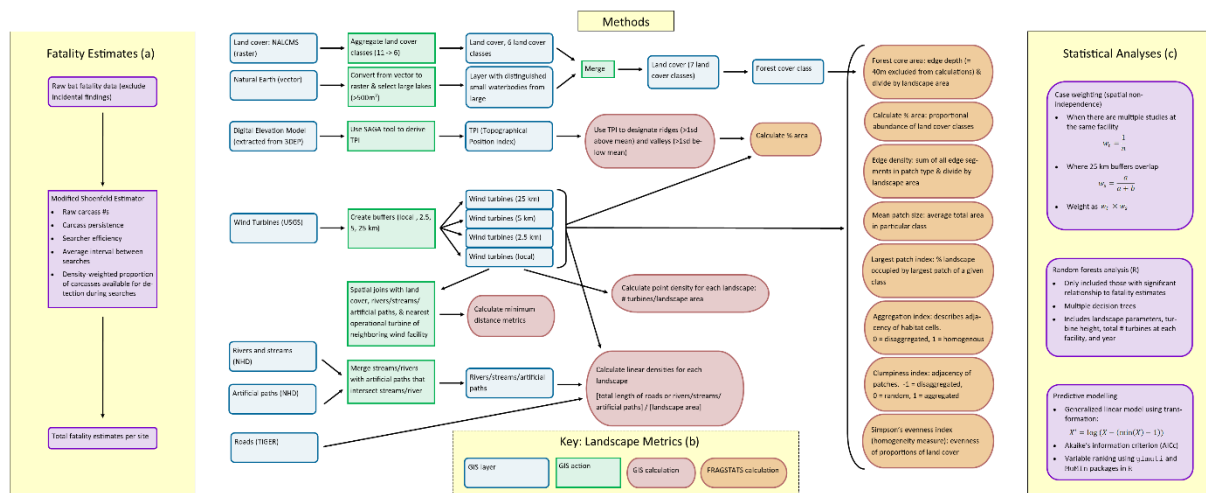 Methods
Fatality Estimates (a)
Raw bat fatality data (exclude
incidental findings)
Modified Shoenfeld Estimator
• Raw carcass #s
• Carcass persistence
• Searcher efficiency
• Average interval between
searches
• Density-weighted proportion
of carcasses available for de-
tection during searches
Total fatality estimates per site
Land cover: NALCMS
(raster)
Aggregate land cover
classes (11 -> 6)
Land cover, 6 land cover
classes
Natural Earth (vector)
Convert from vector to
raster & select large lakes
(>500m²)
Layer with distinguished
small waterbodies from
large
Merge
Land cover (7 land
cover classes)
Forest cover class
Digital Elevation Model
(extracted from 3DEP)
Use SAGA tool to derive
TPI
TPI (Topographical
Position Index)
Use TPI to designate ridges (>1sd
above mean) and valleys (>1sd be-
low mean)
Calculate % area
Wind Turbines (USGS)
Create buffers (local , 2.5,
5, 25 km)
Wind turbines (25 km)
Wind turbines (5 km)
Wind turbines (2.5 km)
Wind turbines (local)
Spatial joins with land
cover, rivers/streams/
artificial paths, & nearest
operational turbine of
neighboring wind facility
Calculate minimum
distance metrics
Calculate point density for each landscape:
# turbines/landscape area
Rivers and streams
(NHD)
Artificial paths (NHD)
Merge streams/rivers
with artificial paths that
intersect streams/river
Rivers/streams/artificial
paths
Calculate linear densities for each
landscape
[total length of roads or rivers/streams/
artificial paths] / [landscape area]
Roads (TIGER)
Key: Landscape Metrics (b)
GIS layer
GIS action
GIS calculation
FRAGSTATS calculation
Forest core area: edge depth (=
40m excluded from calculations) &
divide by landscape area
Calculate % area: proportional
abundance of land cover classes
Edge density: sum of all edge seg-
ments in patch type & divide by
landscape area
Mean patch size: average total area
in particular class
Largest patch index: % landscape
occupied by largest patch of a given
class
Aggregation index: describes adja-
cency of habitat cells.
0 = disaggregated, 1 = homogenous
Clumpiness index: adjacency of
patches. -1 = disaggregated,
0 = random, 1 = aggregated
Simpson's evenness index
(homogeneity measure): evenness
of proportions of land cover
Statistical Analyses (c)
Case weighting (spatial non-
independence)
• When there are multiple studies at
the same facility
• Where 25 km buffers overlap
• Weight as
Random forests analysis (R)
• Only included those with significant
relationship to fatality estimates
• Multiple decision trees
• Includes landscape parameters, tur-
bine height, total # turbines at each
facility, and year
Predictive modelling
• Generalized linear model using trans-
formation:
X' = log (X − (min(X) − 1))
• Akaike's information criterion (AICc)
• Variable ranking using glmulti and
MuMIn packages in R